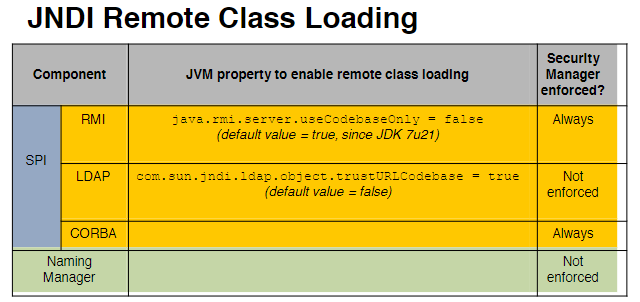 JNDI Remote Class Loading
Component
JVM property to enable remote class loading
Security
Manager
enforced?
SPI
RMI
java.rmi.server.useCodebaseOnly = false
(default value = true, since JDK 7u21)
Always
LDAP
com.sun.jndi.ldap.object.trustURLCodebase = true
(default value = false)
Not
enforced
CORBA
Always
Naming
Manager
Not
enforced